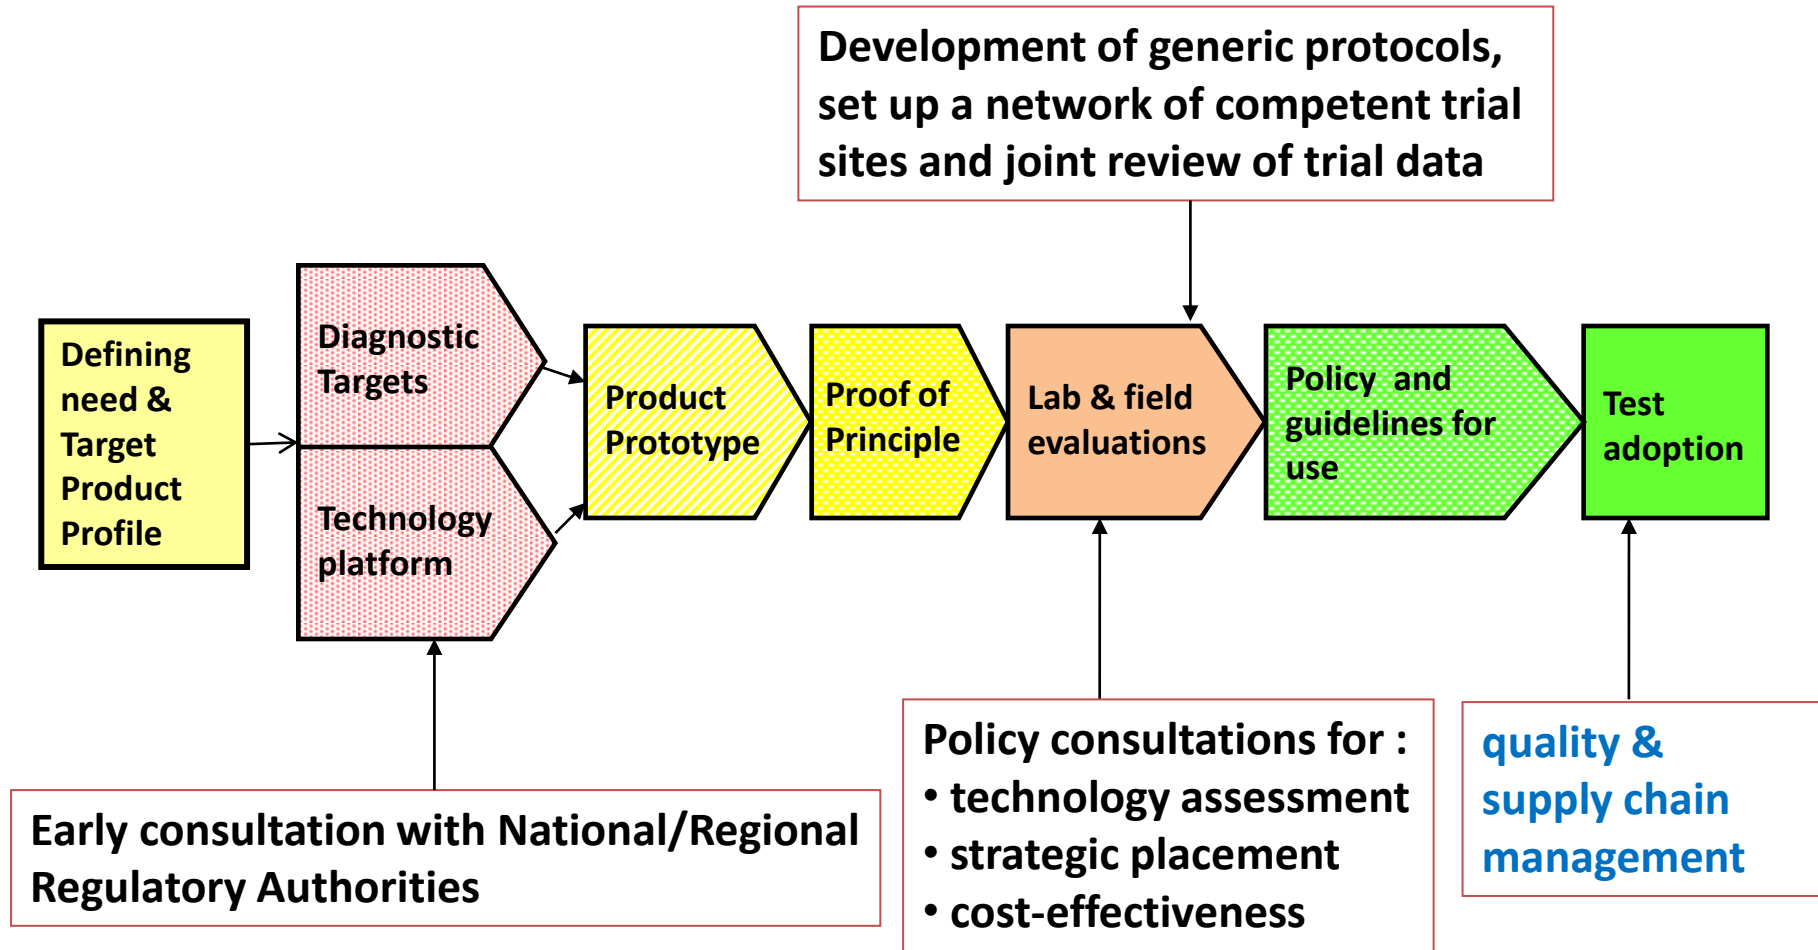 Development of generic protocols,
set up a network of competent trial
sites and joint review of trial data
Defining
need &
Target
Product
Profile
Diagnostic
Targets
Technology
platform
Product
Prototype
Proof of
Principle
Lab & field
evaluations
Policy and
guidelines for
use
Test
adoption
Early consultation with National/Regional
Regulatory Authorities
Policy consultations for :
• technology assessment
• strategic placement
• cost-effectiveness
quality &
supply chain
management